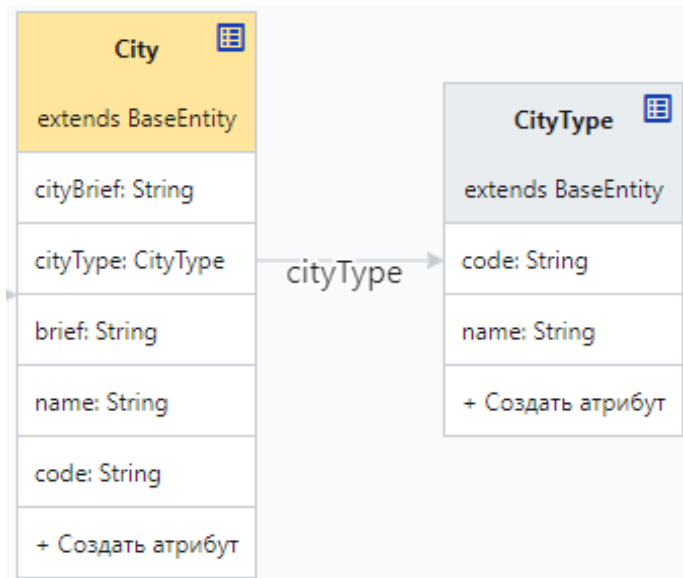 City
extends BaseEntity
cityBrief: String
cityType: CityType
brief: String
name: String
code: String
+ Создать атрибут
cityType
CityType
extends BaseEntity
code: String
name: String
+ Создать атрибут